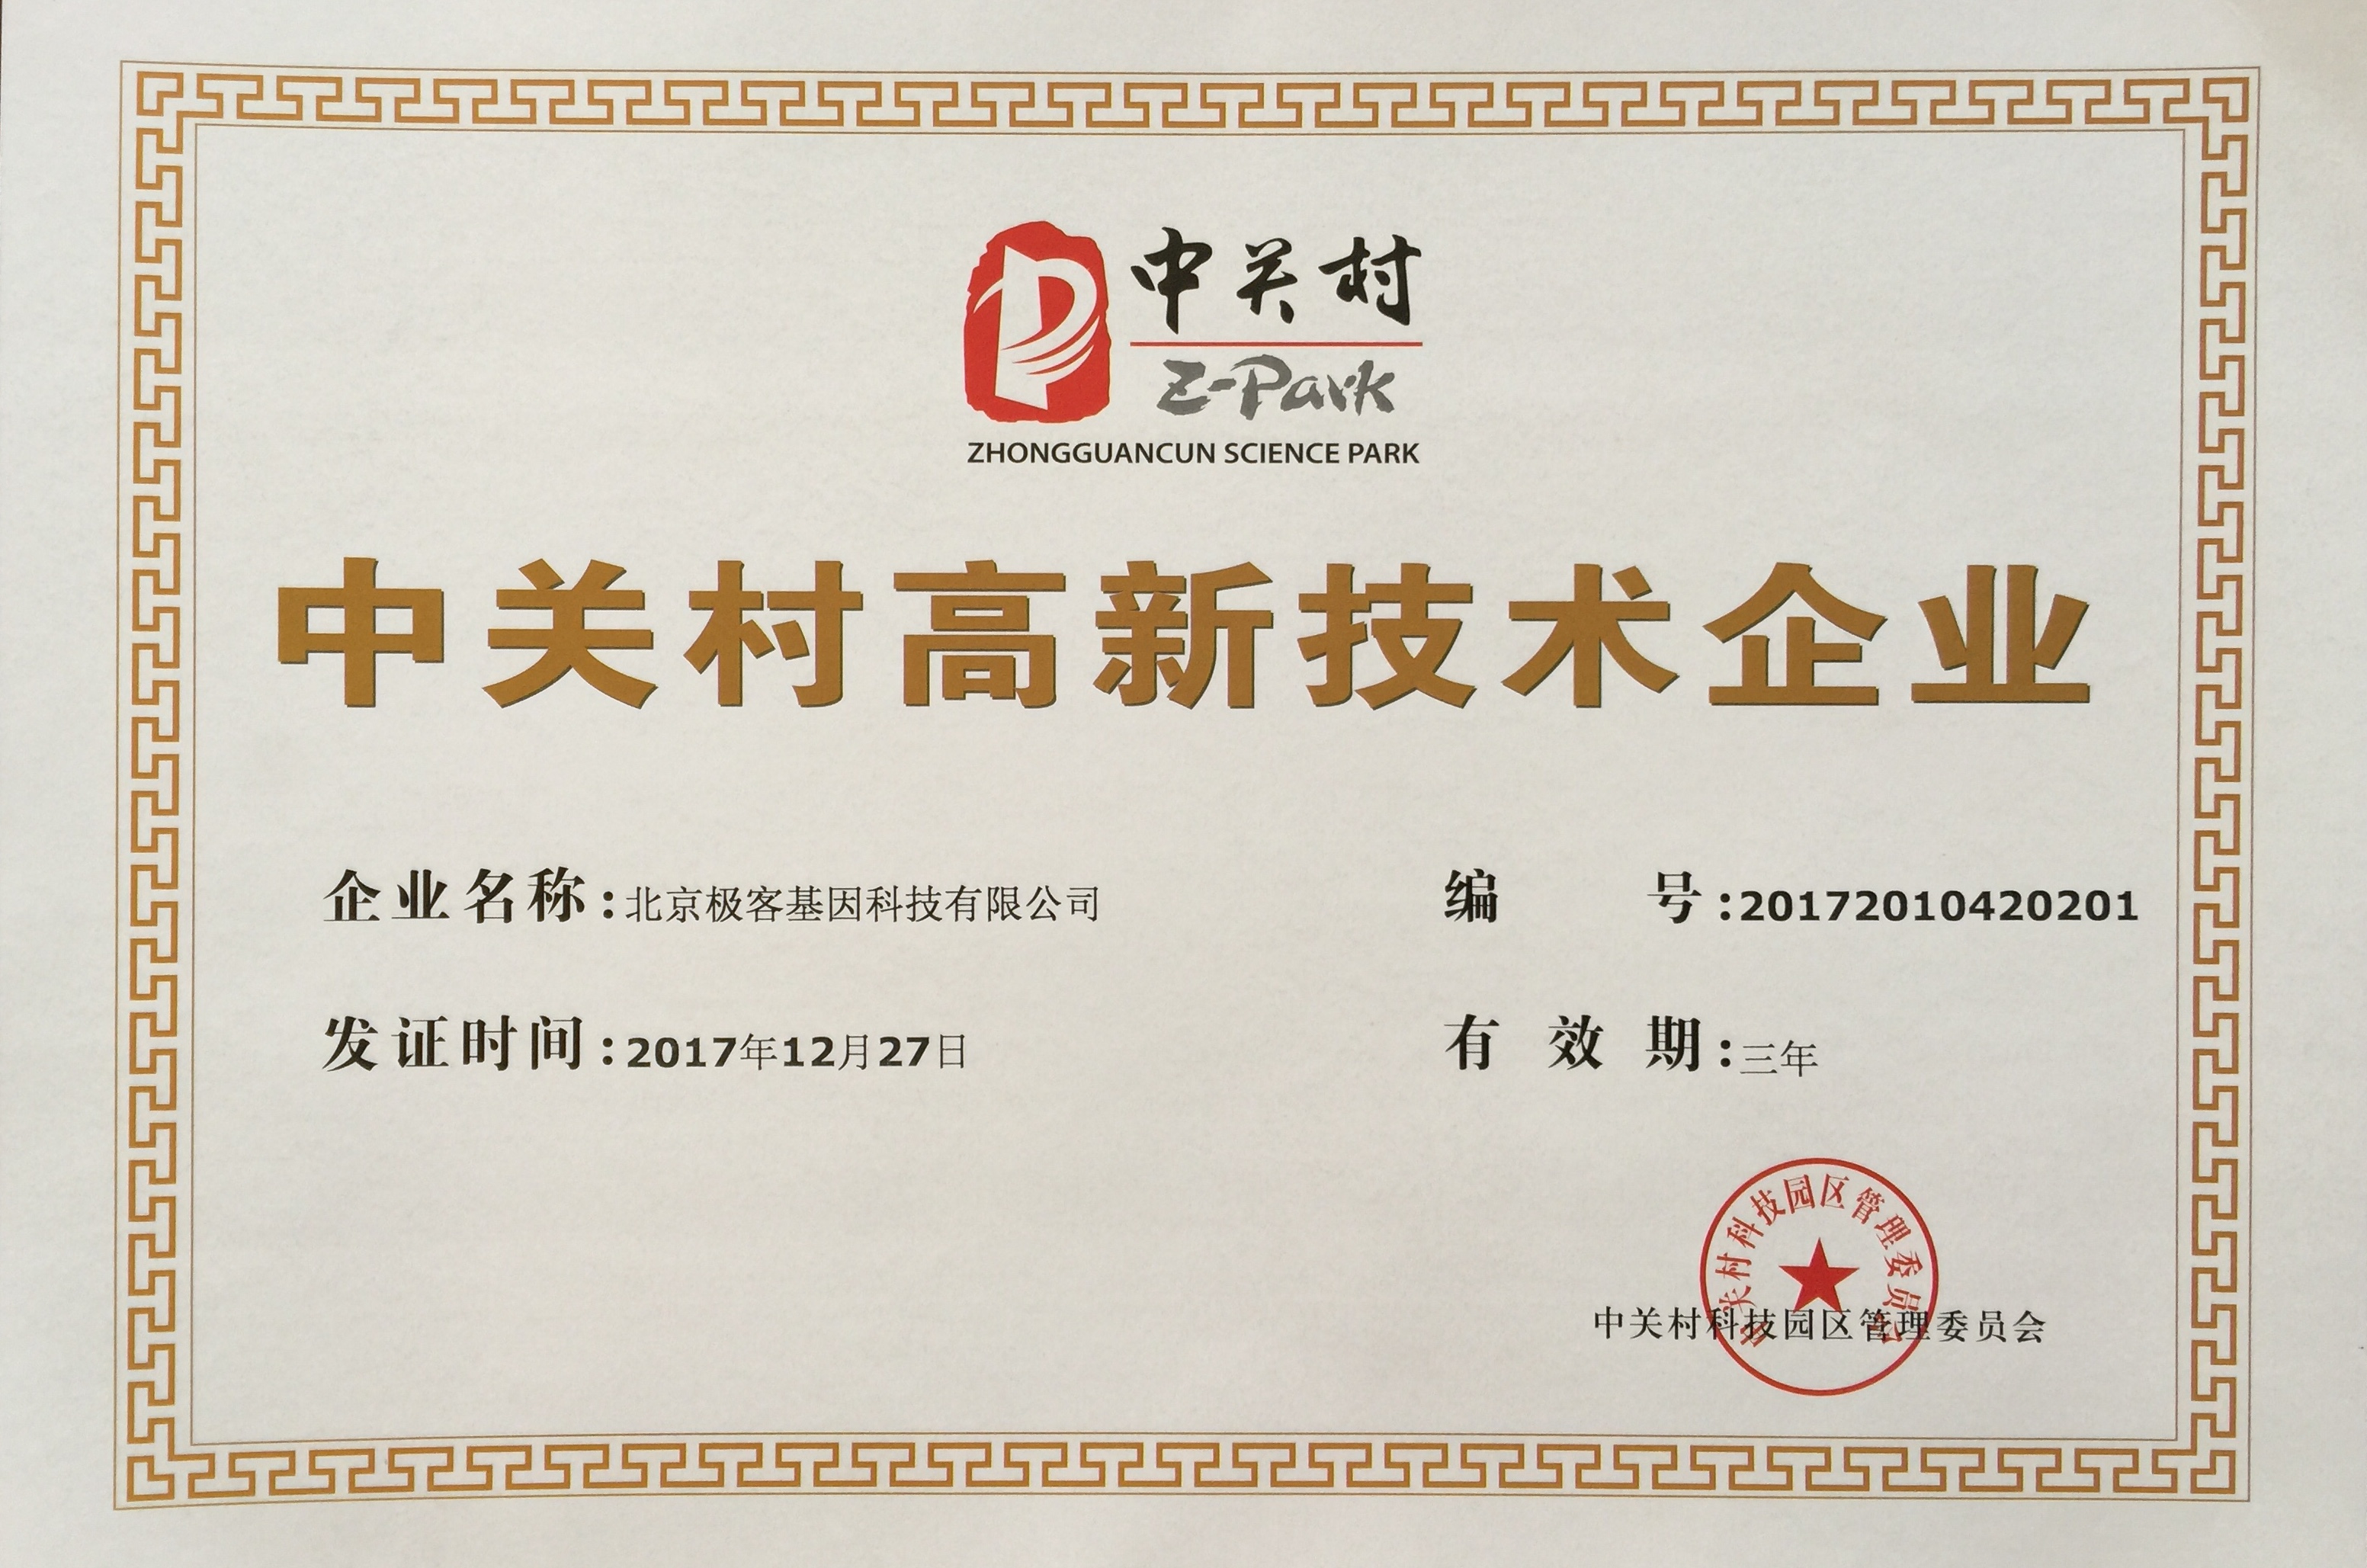 中关村
Z-Park
ZHONGGUANCUN SCIENCE PARK
中关村高新技术企业
企业名称:北京极客基因科技有限公司
编 号:20172010420201
发证时间:2017年12月27日
有效期:三年
中关村科技园区管理委员会
中关村科技园区管理委员会